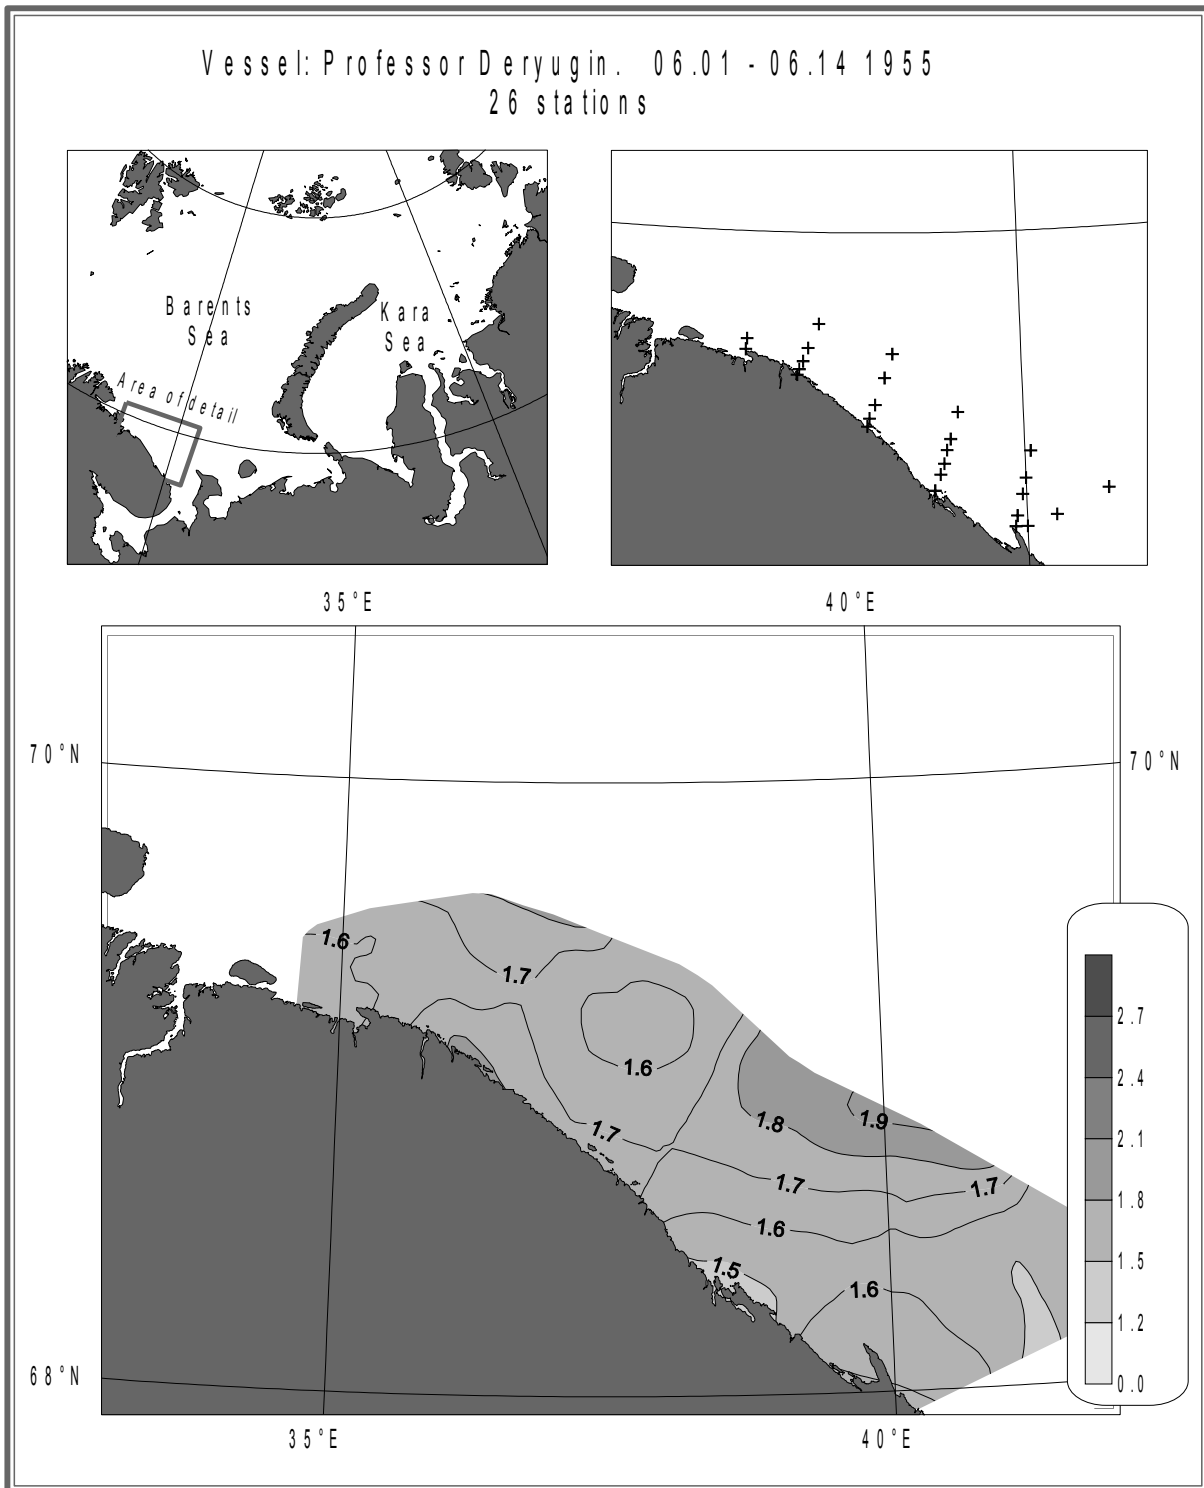 Vessel: Professor Deryugin. 06.01 - 06.14 1955
26 stations
Barents
Sea
Kara
Sea
Area of detail
35°E
40°E
70°N
70°N
1.6
1.7
1.6
1.7
1.8
1.9
1.7
1.7
1.6
1.5
1.6
2.7
2.4
2.1
1.8
1.5
1.2
0.0
68°N
35°E
40°E